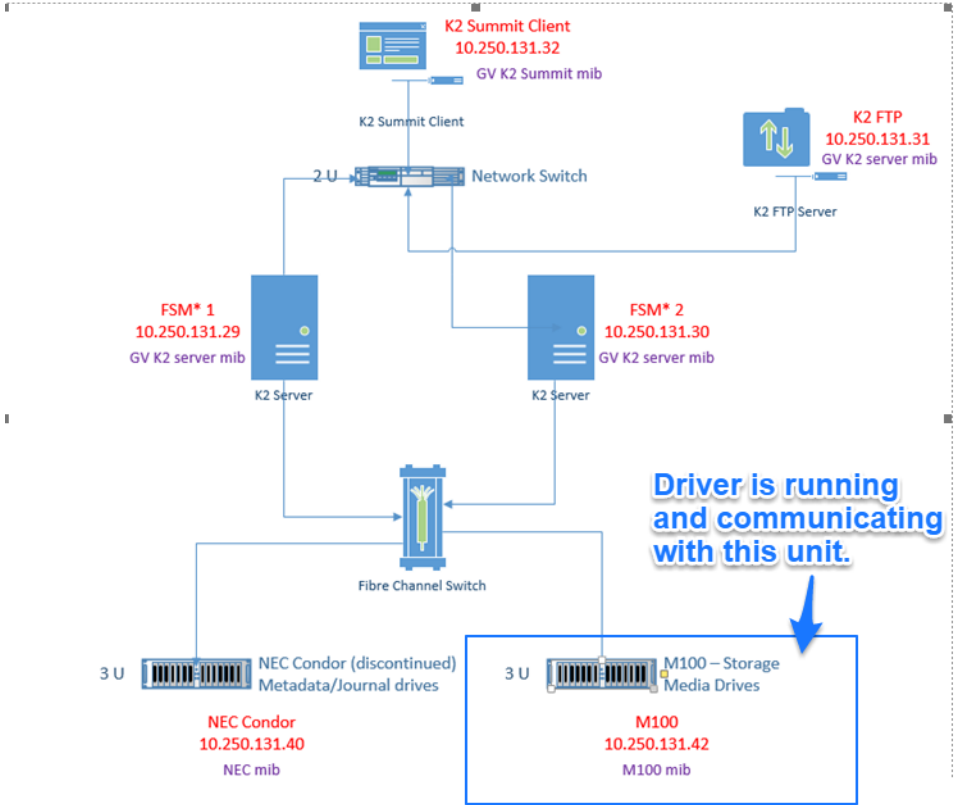 K2 Summit Client
10.250.131.32
GV K2 Summit mib
K2 Summit Client
K2 FTP
10.250.131.31
GV K2 server mib
K2 FTP Server
2 U
Network Switch
FSM* 1
10.250.131.29
GV K2 server mib
K2 Server
FSM* 2
10.250.131.30
GV K2 server mib
K2 Server
Fibre Channel Switch
Driver is running
and communicating
with this unit.
3 U
NEC Condor (discontinued)
Metadata/Journal drives
NEC Condor
10.250.131.40
NEC mib
3 U
M100 – Storage
Media Drives
M100
10.250.131.42
M100 mib